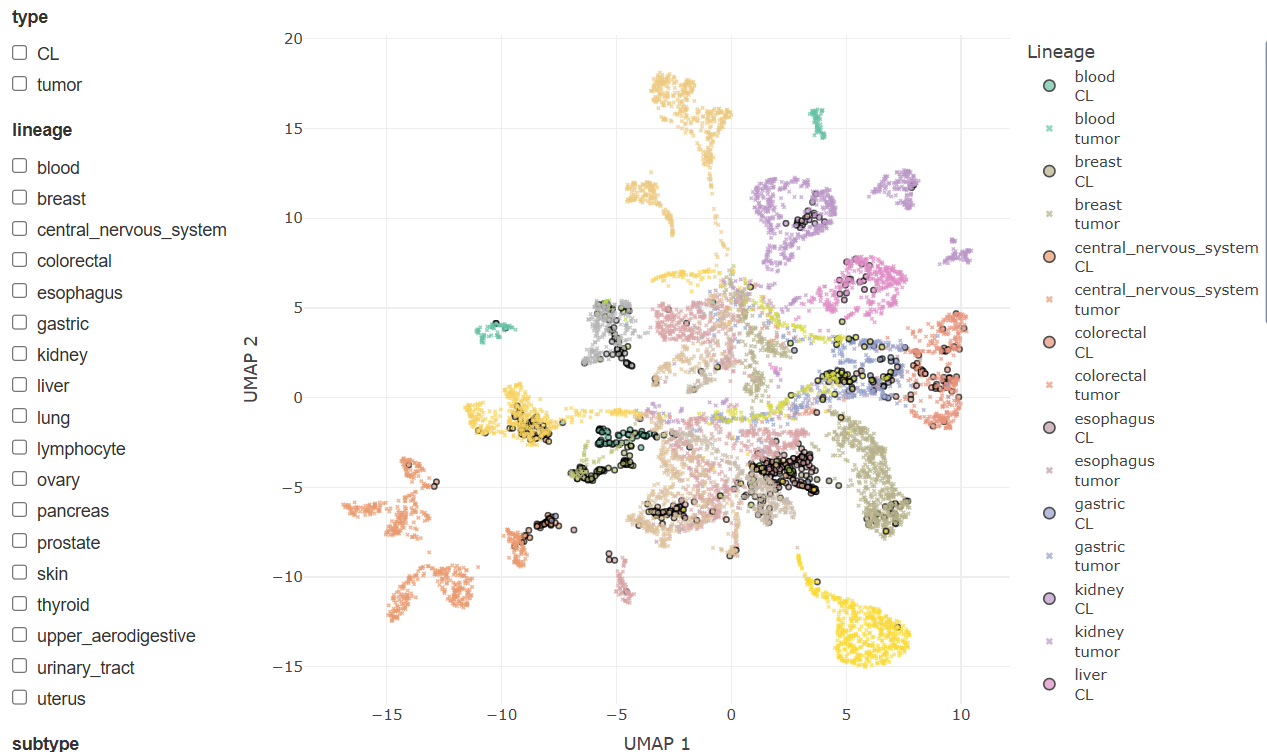 type
CL
tumor
lineage
blood
breast
central_nervous_system
colorectal
esophagus
gastric
kidney
liver
lung
lymphocyte
ovary
pancreas
prostate
skin
thyroid
upper_aerodigestive
urinary_tract
uterus
subtype
UMAP 2
20
15
10
5
0
−5
−10
−15
−15
−10
−5
0
5
10
UMAP 1
Lineage
blood
CL
blood
tumor
breast
CL
breast
tumor
central_nervous_system
CL
central_nervous_system
tumor
colorectal
CL
colorectal
tumor
esophagus
CL
esophagus
tumor
gastric
CL
gastric
tumor
kidney
CL
kidney
tumor
liver
CL